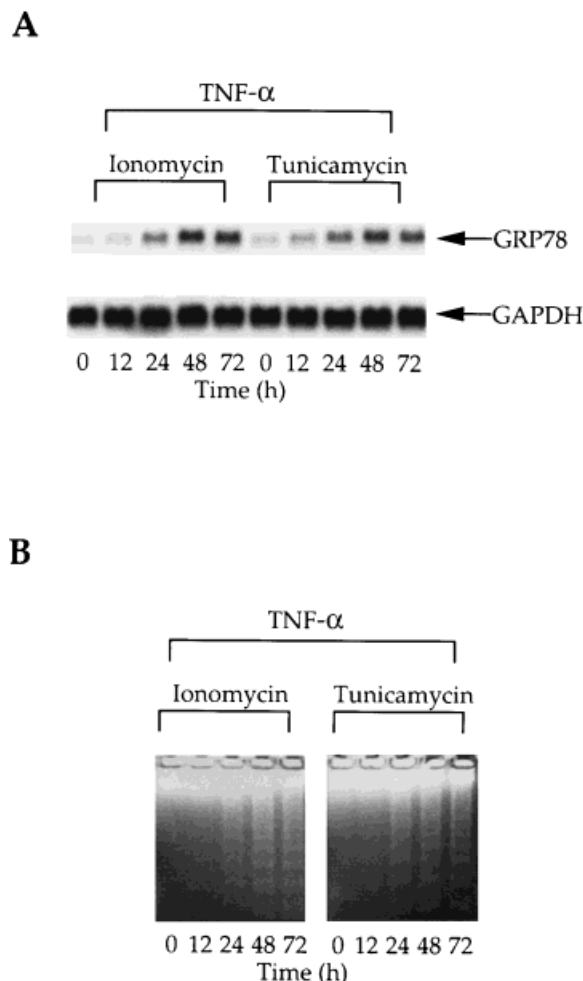 A
TNF-α
Ionomycin Tunicamycin
GRP78
GAPDH
0 12 24 48 72 0 12 24 48 72
Time (h)
B
TNF-α
Ionomycin Tunicamycin
0 12 24 48 72 0 12 24 48 72
Time (h)